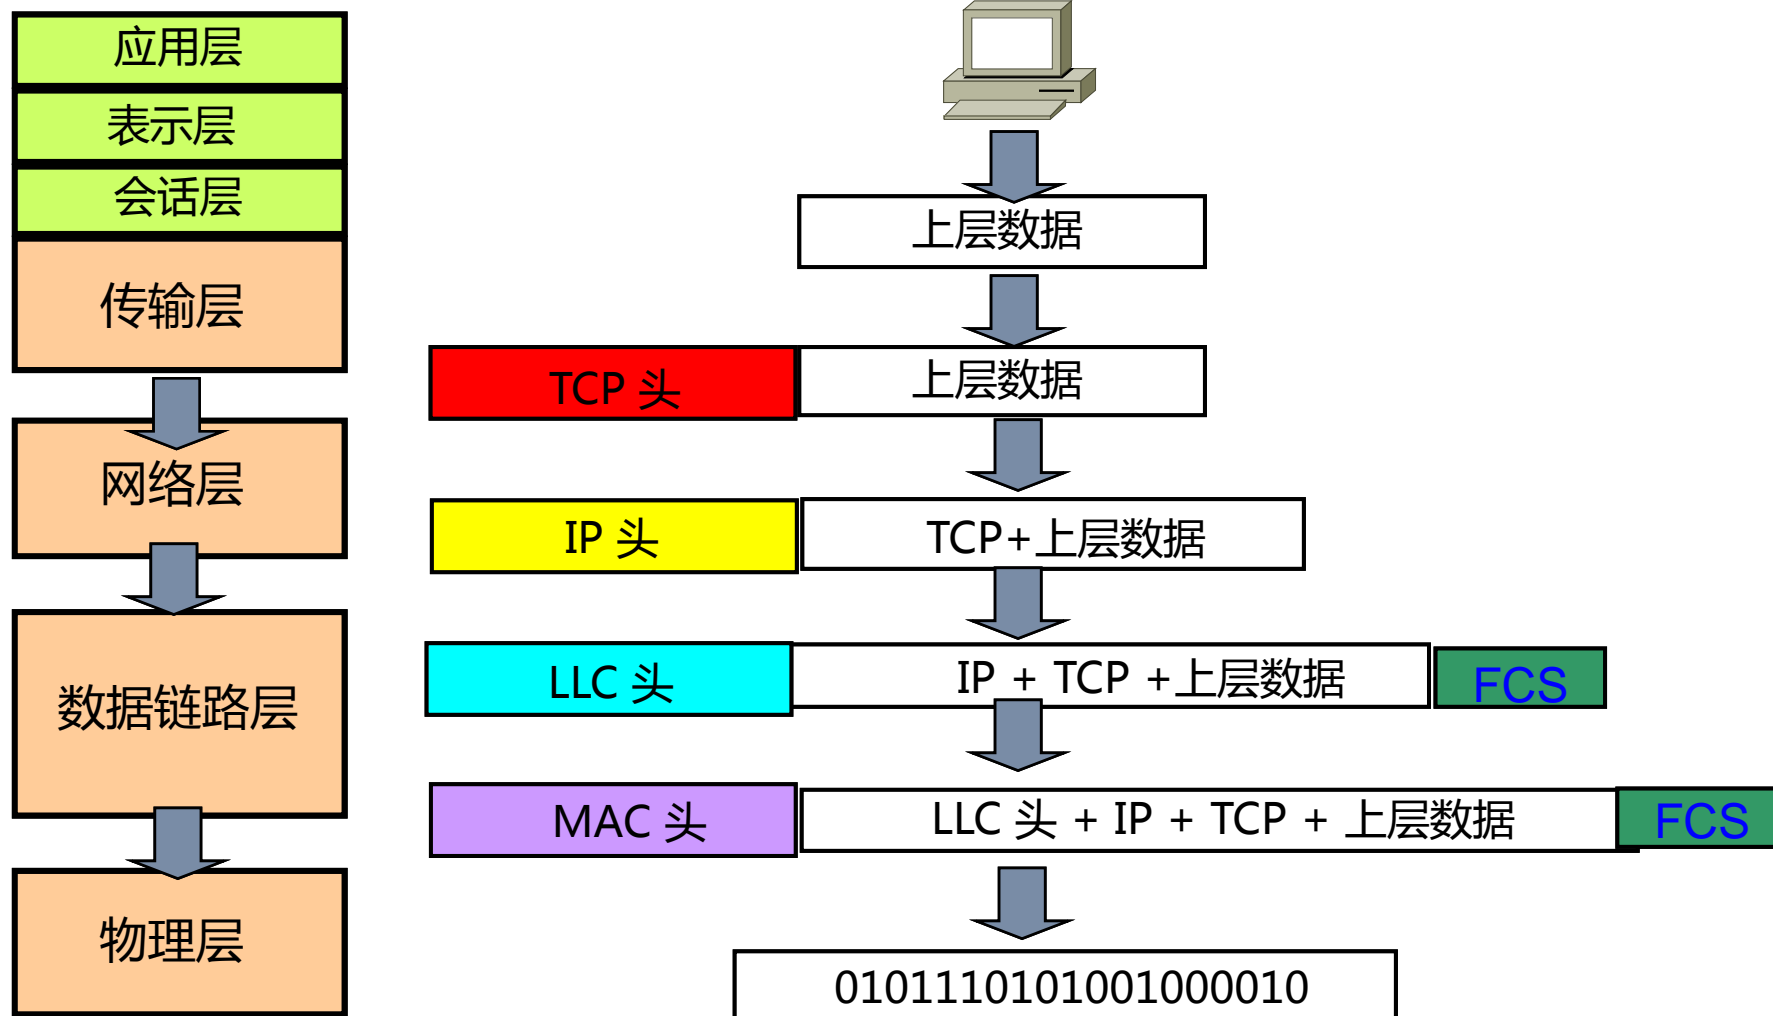 应用层
表示层
会话层
传输层
网络层
数据链路层
物理层
上层数据
TCP 头
上层数据
IP 头
TCP+上层数据
LLC 头
IP + TCP +上层数据
FCS
MAC 头
LLC 头 + IP + TCP + 上层数据
FCS
0101110101001000010